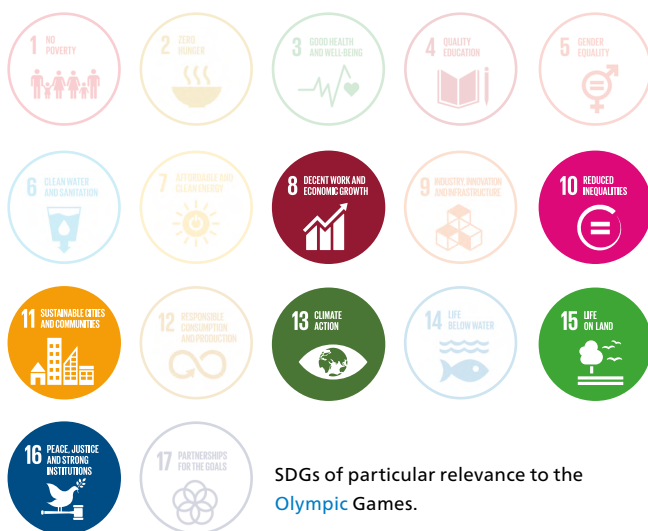 1 NO
POVERTY
2 ZERO
HUNGER
3 GOOD HEALTH
AND WELL-BEING
4 QUALITY
EDUCATION
5 GENDER
EQUALITY
6 CLEAN WATER
AND SANITATION
7 AFFORDABLE AND
CLEAN ENERGY
8 DECENT WORK AND
ECONOMIC GROWTH
9 INDUSTRY, INNOVATION
AND INFRASTRUCTURE
10 REDUCED
INEQUALITIES
11 SUSTAINABLE CITIES
AND COMMUNITIES
12 RESPONSIBLE
CONSUMPTION
AND PRODUCTION
13 CLIMATE
ACTION
14 LIFE
BELOW WATER
15 LIFE
ON LAND
16 PEACE, JUSTICE
AND STRONG
INSTITUTIONS
17 PARTNERSHIPS
FOR THE GOALS
SDGs of particular relevance to the
Olympic Games.